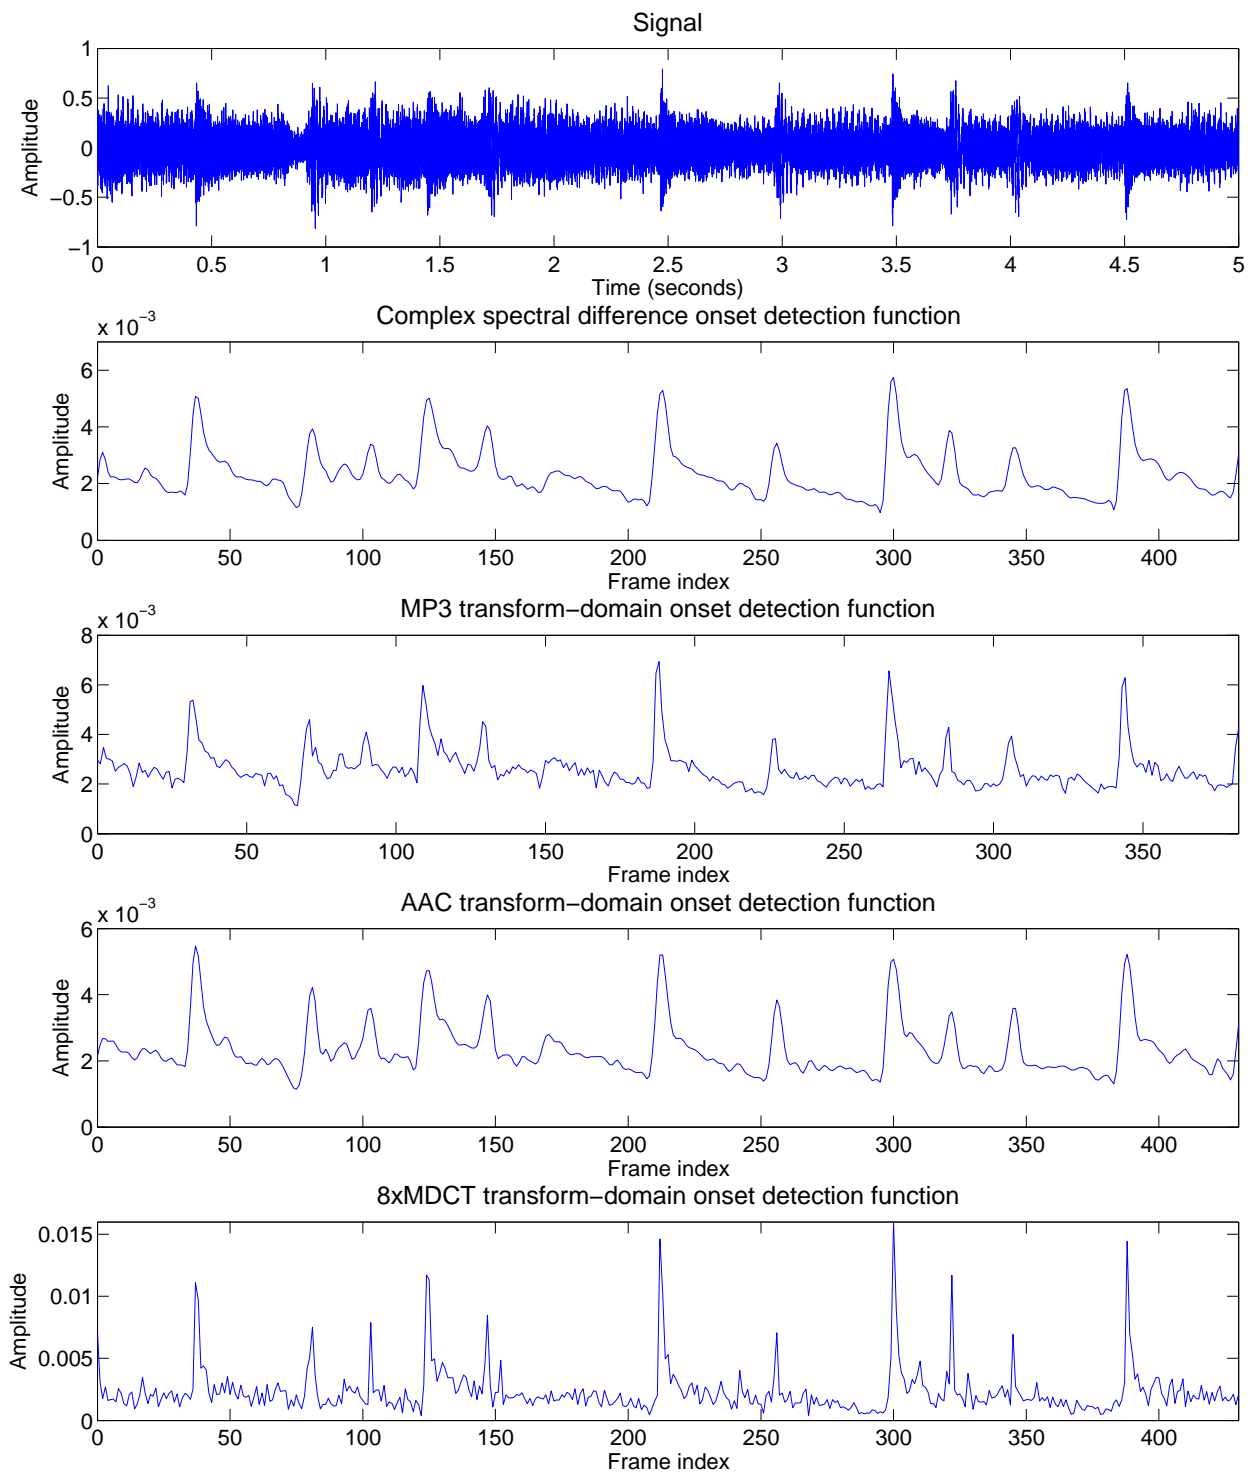 Signal
1
0.5
0
−0.5
−1
Amplitude
0 0.5 1 1.5 2 2.5 3 3.5 4 4.5 5
Time (seconds)
Complex spectral difference onset detection function
x 10−3
6
4
2
0
Amplitude
0 50 100 150 200 250 300 350 400
Frame index
MP3 transform−domain onset detection function
x 10−3
8
6
4
2
0
Amplitude
0 50 100 150 200 250 300 350
Frame index
AAC transform−domain onset detection function
x 10−3
6
4
2
0
Amplitude
0 50 100 150 200 250 300 350 400
Frame index
8xMDCT transform−domain onset detection function
0.015
0.01
0.005
0
Amplitude
0 50 100 150 200 250 300 350 400
Frame index